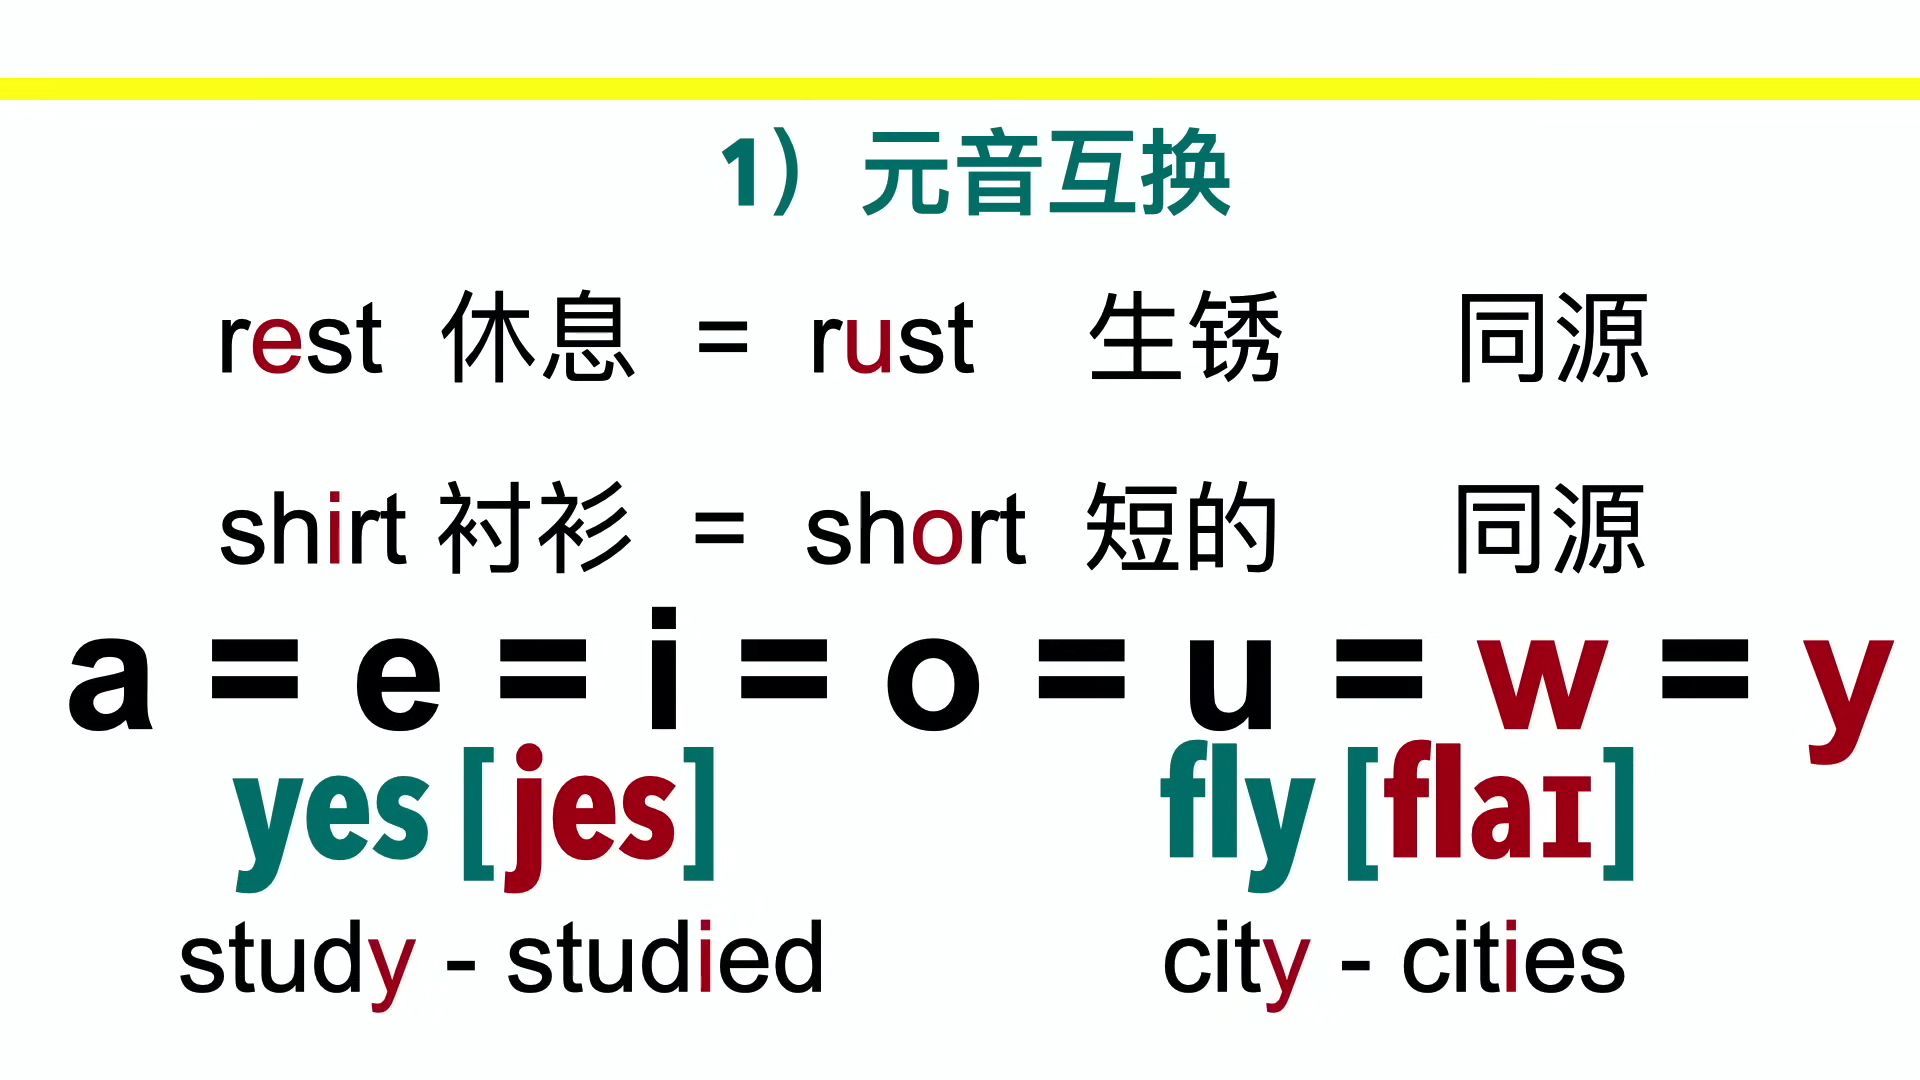 1）元音互换
rest 休息 = rust 生锈 同源
shirt 衬衫 = short 短的 同源
a = e = i = o = u = w = y
yes [jes] fly [flaɪ]
study - studied city - cities